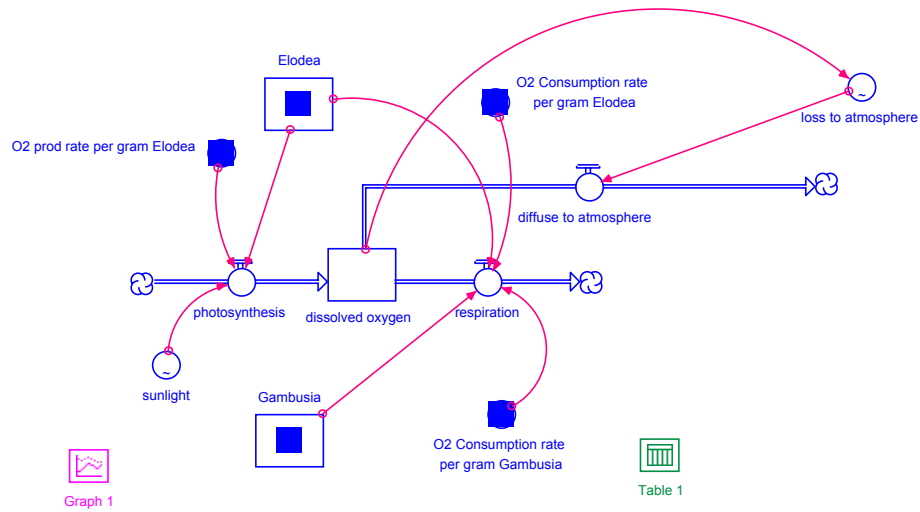 Elodea
O2 Consumption rate
per gram Elodea
loss to atmosphere
O2 prod rate per gram Elodea
diffuse to atmosphere
photosynthesis
dissolved oxygen
respiration
sunlight
Gambusia
O2 Consumption rate
per gram Gambusia
Graph 1
Table 1
~
~